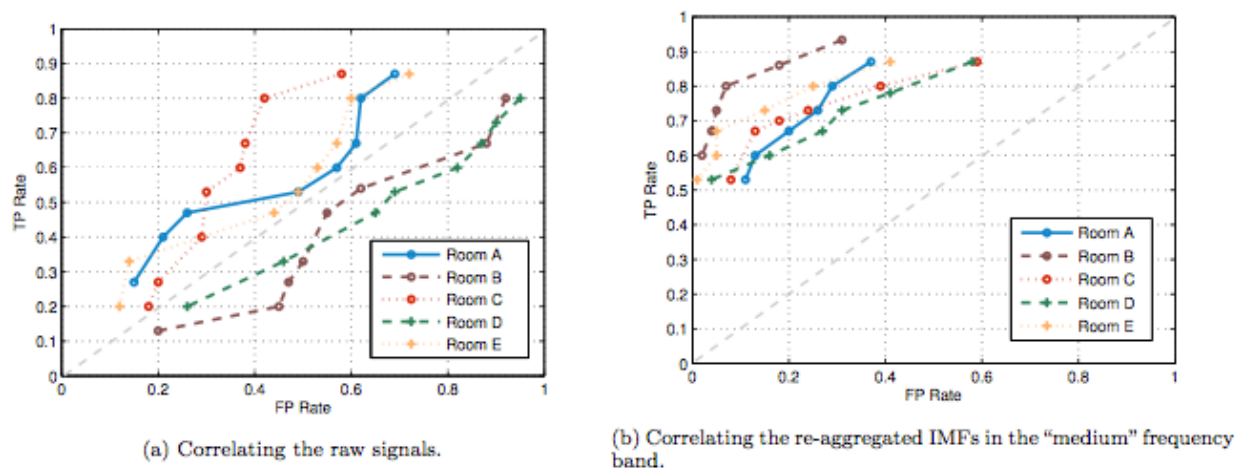 1
0.9
0.8
0.7
0.6
0.5
0.4
0.3
0.2
0.1
0
TP Rate
0 0.2 0.4 0.6 0.8 1
FP Rate
Room A
Room B
Room C
Room D
Room E
(a) Correlating the raw signals.
1
0.9
0.8
0.7
0.6
0.5
0.4
0.3
0.2
0.1
0
TP Rate
0 0.2 0.4 0.6 0.8 1
FP Rate
Room A
Room B
Room C
Room D
Room E
(b) Correlating the re-aggregated IMFs in the “medium” frequency
band.